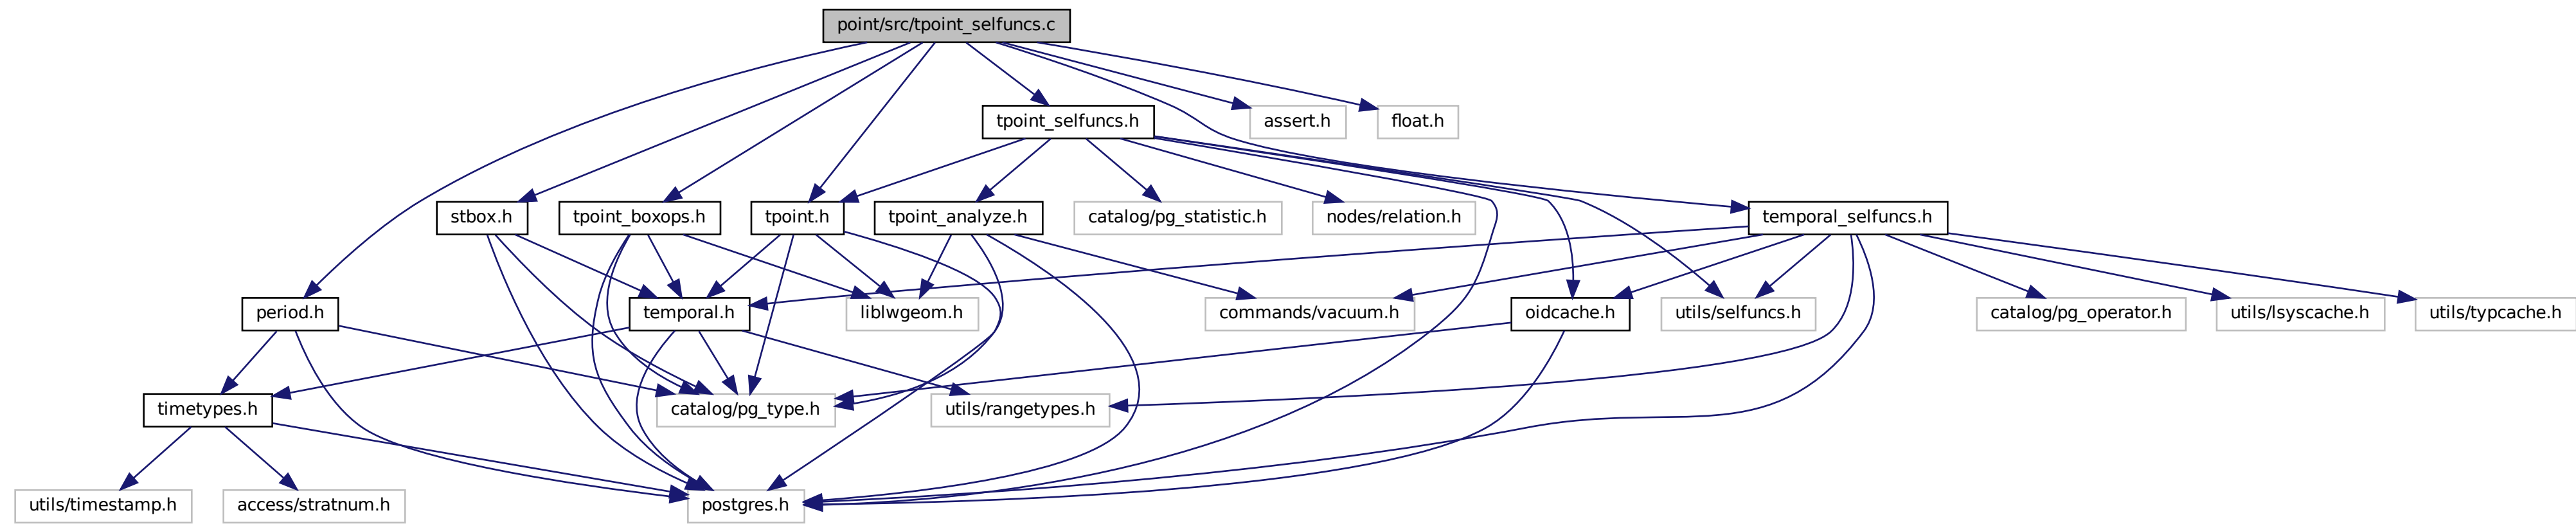 point/src/tpoint_selfuncs.c
tpoint_selfuncs.h
assert.h
float.h
stbox.h
tpoint_boxops.h
tpoint.h
tpoint_analyze.h
catalog/pg_statistic.h
nodes/relation.h
temporal_selfuncs.h
period.h
temporal.h
liblwgeom.h
commands/vacuum.h
oidcache.h
utils/selfuncs.h
catalog/pg_operator.h
utils/lsyscache.h
utils/typcache.h
timetypes.h
catalog/pg_type.h
utils/rangetypes.h
utils/timestamp.h
access/stratnum.h
postgres.h